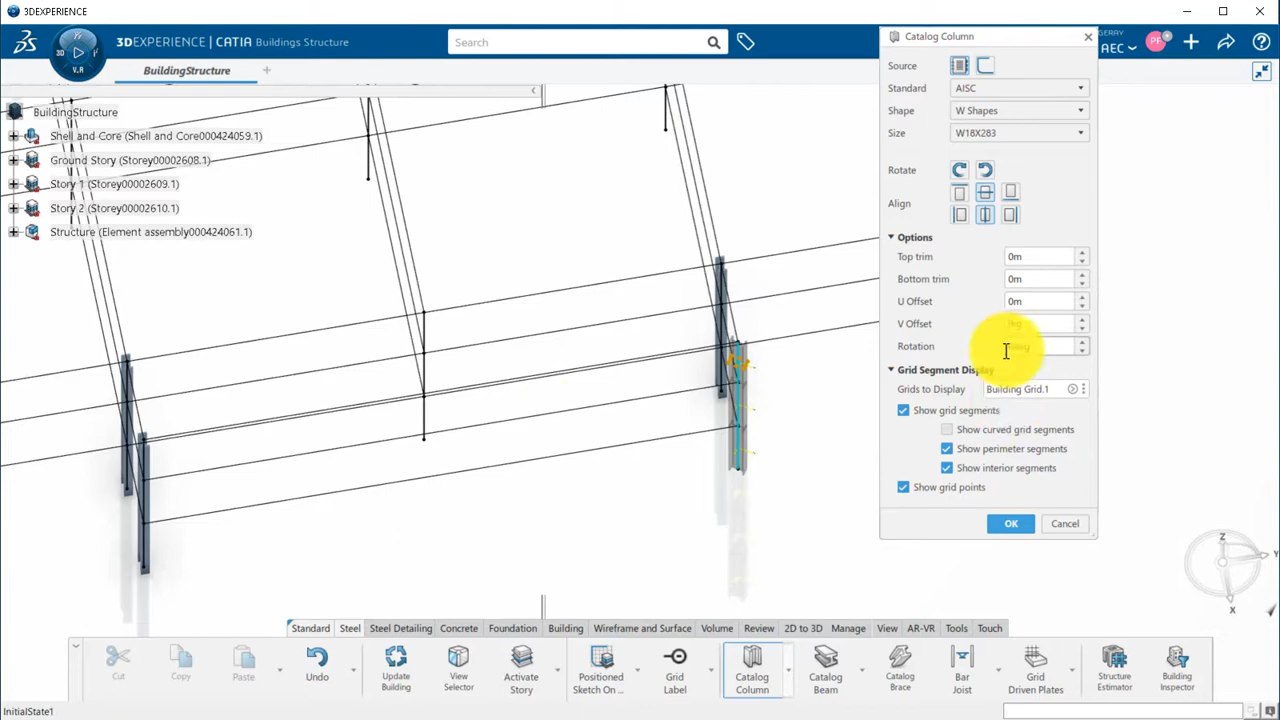 3DEXPERIENCE
3DEXPERIENCE | CATIA Buildings Structure
Search
GERAY
AEC
PF
3D
V.R
BuildingStructure
BuildingStructure
Shell and Core (Shell and Core000424059.1)
Ground Story (Storey00002608.1)
Story 1 (Storey00002609.1)
Story 2 (Storey00002610.1)
Structure (Element assembly000424061.1)
Catalog Column
Source
Standard AISC
Shape W Shapes
Size W18X283
Rotate
Align
Options
Top trim 0m
Bottom trim 0m
U Offset 0m
V Offset
Rotation
Grid Segment Display
Grids to Display Building Grid.1
Show grid segments
Show curved grid segments
Show perimeter segments
Show interior segments
Show grid points
OK Cancel
Z
Y
X
Standard Steel Steel Detailing Concrete Foundation Building Wireframe and Surface Volume Review 2D to 3D Manage View AR-VR Tools Touch
Cut
Copy
Paste
Undo
Update Building
View Selector
Activate Story
Positioned Sketch On ...
Grid Label
Catalog Column
Catalog Beam
Catalog Brace
Bar Joist
Grid Driven Plates
Structure Estimator
Building Inspector
InitialState1